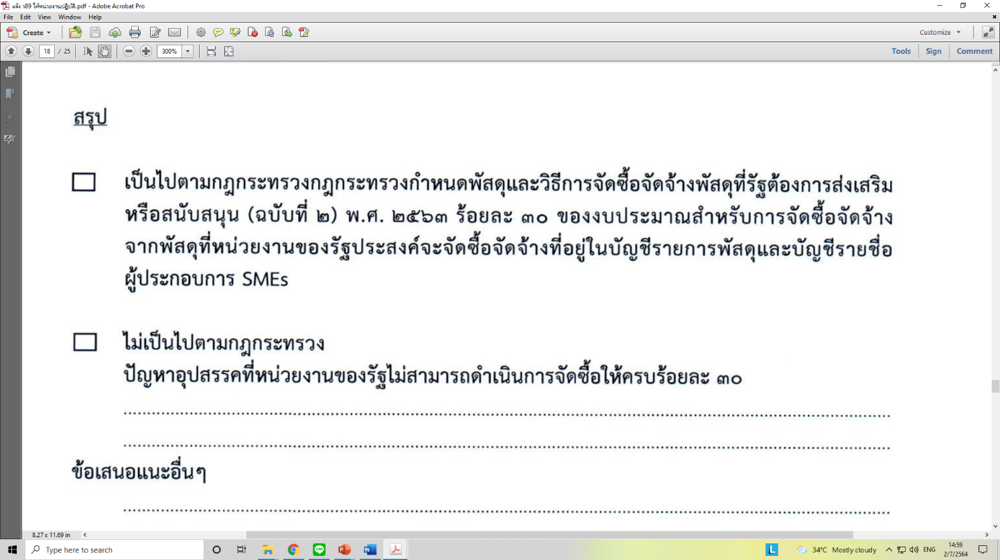 แจ้ง ว89 ให้หน่วยงานปฏิบัติ.pdf - Adobe Acrobat Pro
File Edit View Window Help
Create Customize
18 / 25 300% Tools Sign Comment
สรุป
เป็นไปตามกฎกระทรวงกฎกระทรวงกำหนดพัสดุและวิธีการจัดซื้อจัดจ้างพัสดุที่รัฐต้องการส่งเสริม
หรือสนับสนุน (ฉบับที่ ๒) พ.ศ. ๒๕๖๓ ร้อยละ ๓๐ ของงบประมาณสำหรับการจัดซื้อจัดจ้าง
จากพัสดุที่หน่วยงานของรัฐประสงค์จะจัดซื้อจัดจ้างที่อยู่ในบัญชีรายการพัสดุและบัญชีรายชื่อ
ผู้ประกอบการ SMEs
ไม่เป็นไปตามกฎกระทรวง
ปัญหาอุปสรรคที่หน่วยงานของรัฐไม่สามารถดำเนินการจัดซื้อให้ครบร้อยละ ๓๐
ข้อเสนอแนะอื่นๆ
8.27 x 11.69 in
Type here to search L 34°C Mostly cloudy ENG 14:59
2/7/2564